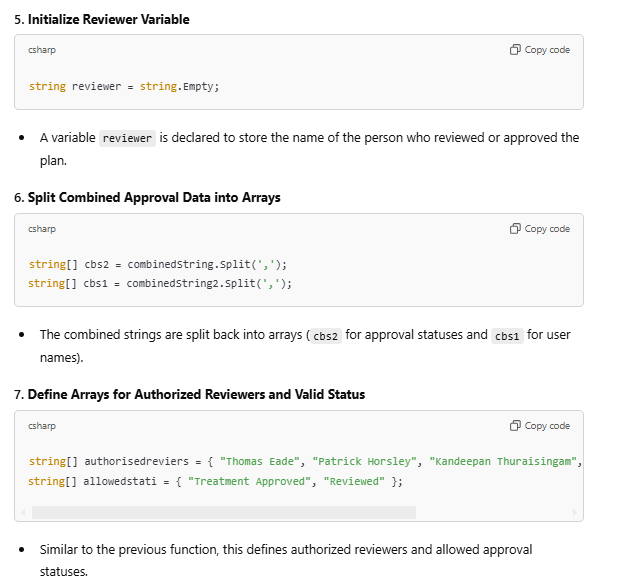 5. Initialize Reviewer Variable
csharp
Copy code
string reviewer = string.Empty;
A variable reviewer is declared to store the name of the person who reviewed or approved the
plan.
6. Split Combined Approval Data into Arrays
csharp
Copy code
string[] cbs2 = combinedString.Split(',');
string[] cbs1 = combinedString2.Split(',');
The combined strings are split back into arrays ( cbs2 for approval statuses and cbs1 for user
names).
7. Define Arrays for Authorized Reviewers and Valid Status
csharp
Copy code
string[] authorisedreviers = { "Thomas Eade", "Patrick Horsley", "Kandeepan Thuraisingam",
string[] allowedstati = { "Treatment Approved", "Reviewed" };
Similar to the previous function, this defines authorized reviewers and allowed approval
statuses.